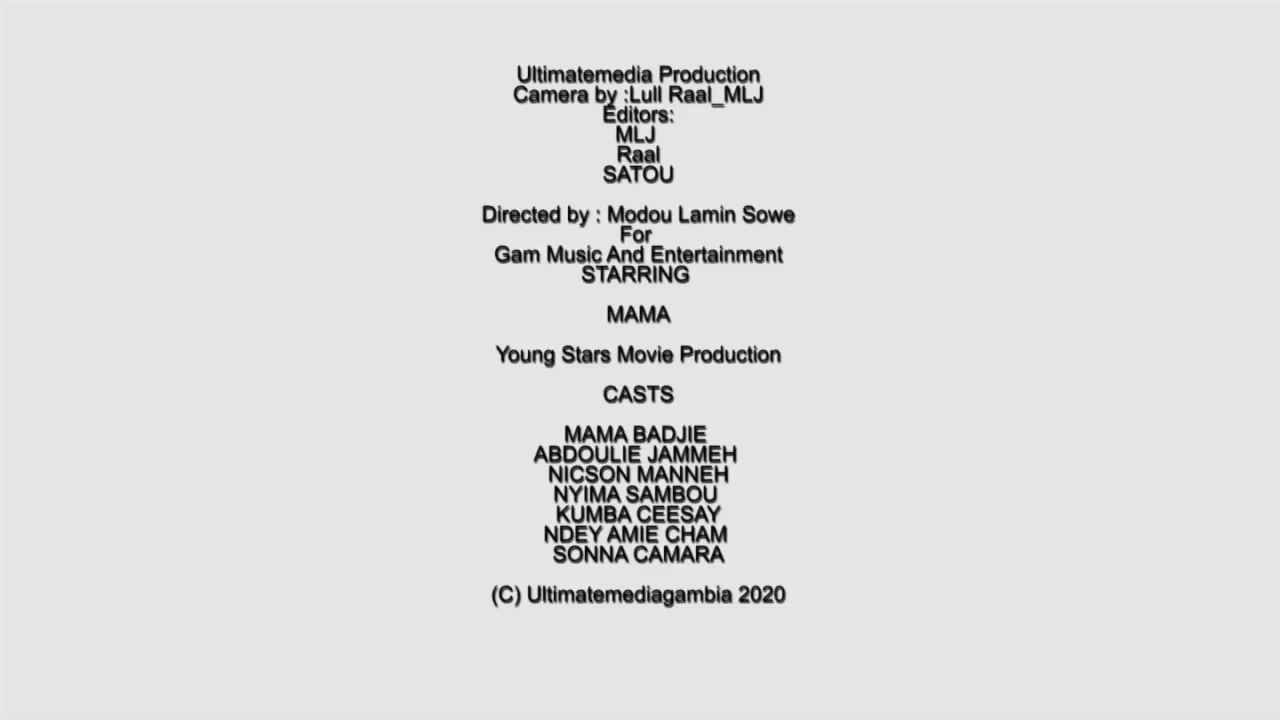 Ultimatemedia Production
Camera by :Lull Raal_MLJ
Editors:
MLJ
Raal
SATOU
Directed by : Modou Lamin Sowe
For
Gam Music And Entertainment
STARRING
MAMA
Young Stars Movie Production
CASTS
MAMA BADJIE
ABDOULIE JAMMEH
NICSON MANNEH
NYIMA SAMBOU
KUMBA CEESAY
NDEY AMIE CHAM
SONNA CAMARA
(C) Ultimatemediagambia 2020